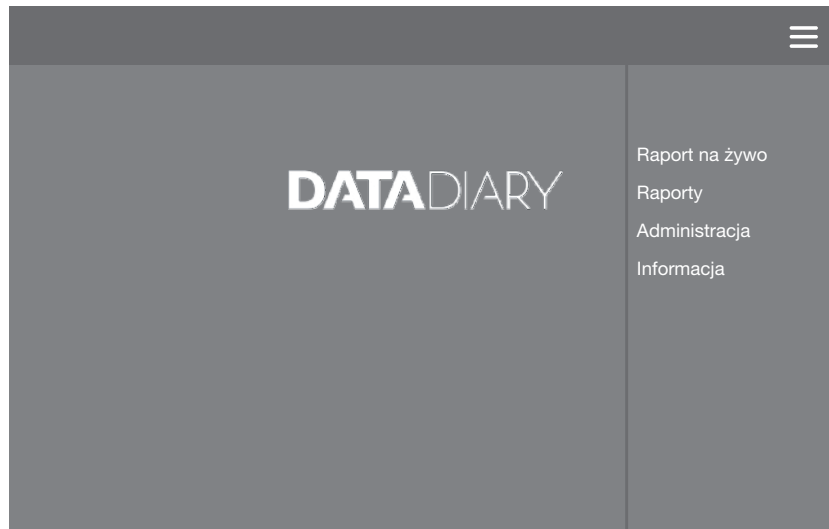 DATADIARY
Raport na żywo
Raporty
Administracja
Informacja